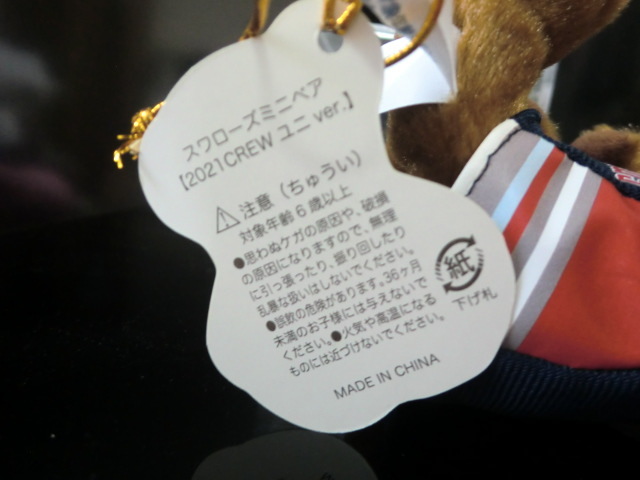 スワローズミニベア
【2021CREW ユニ ver.】
注意（ちゅうい）
対象年齢6歳以上
●思わぬケガの原因や、破損
の原因になりますので、無理
に引っ張ったり、振り回したり
乱暴な扱いはしないでください。
●誤飲の危険があります。36ヶ月
未満のお子様には与えないで
ください。●火気や高温になる
ものには近づけないでください。
紙
下げ札
MADE IN CHINA